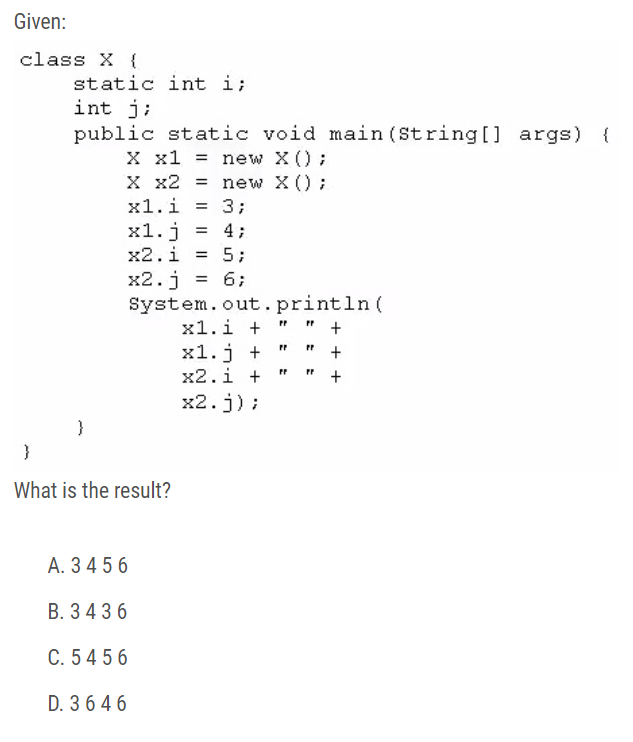 Given:
class X {
static int i;
int j;
public static void main(String[] args) {
X x1 = new X();
X x2 = new X();
x1.i = 3;
x1.j = 4;
x2.i = 5;
x2.j = 6;
System.out.println(
x1.i + " " +
x1.j + " " +
x2.i + " " +
x2.j);
}
}
What is the result?
A. 3 4 5 6
B. 3 4 3 6
C. 5 4 5 6
D. 3 6 4 6